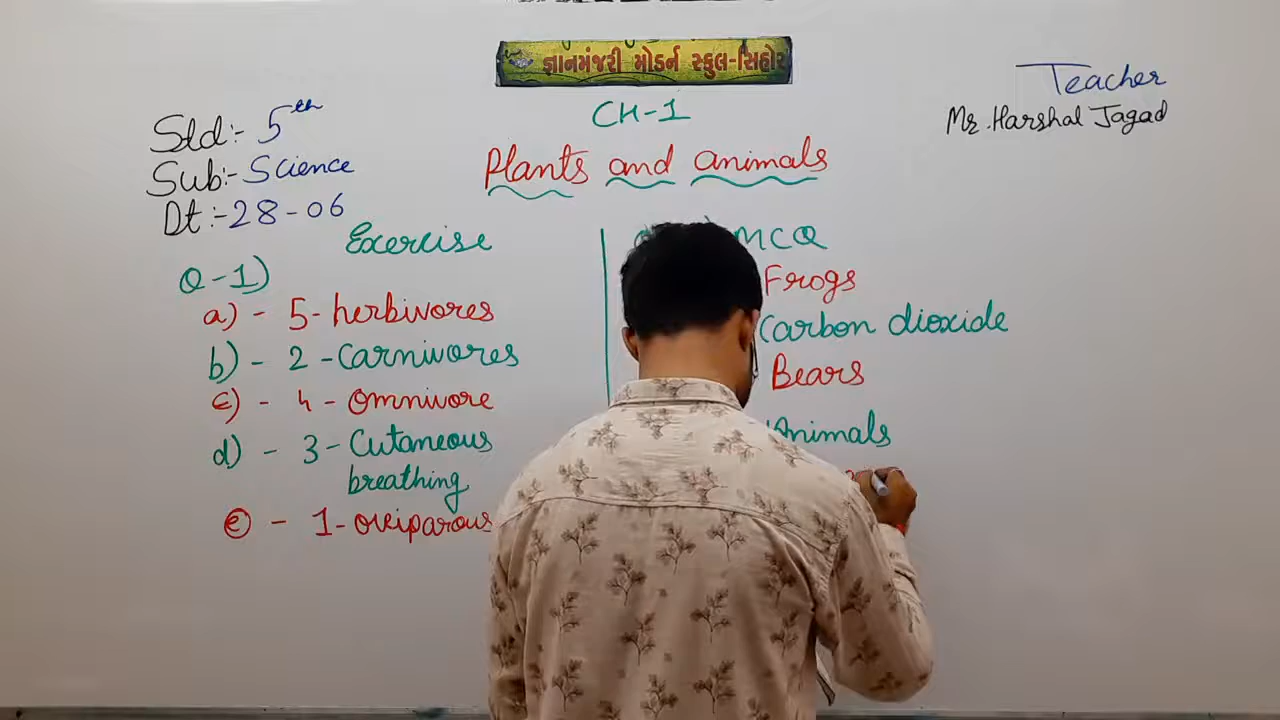 જ્ઞાનમંજરી મોડર્ન સ્કુલ-સિહોર
Teacher
Mr. Harshal Jagad
Std:- 5th
Sub:- Science
Dt:- 28-06
CH-1
Plants and animals
Exercise
Q-1)
a) - 5- herbivores
b) - 2 - Carnivores
c) - 4 - Omnivore
d) - 3 - Cutaneous
breathing
e) - 1- oviparous
MCQ
Frogs
Carbon dioxide
Bears
Animals